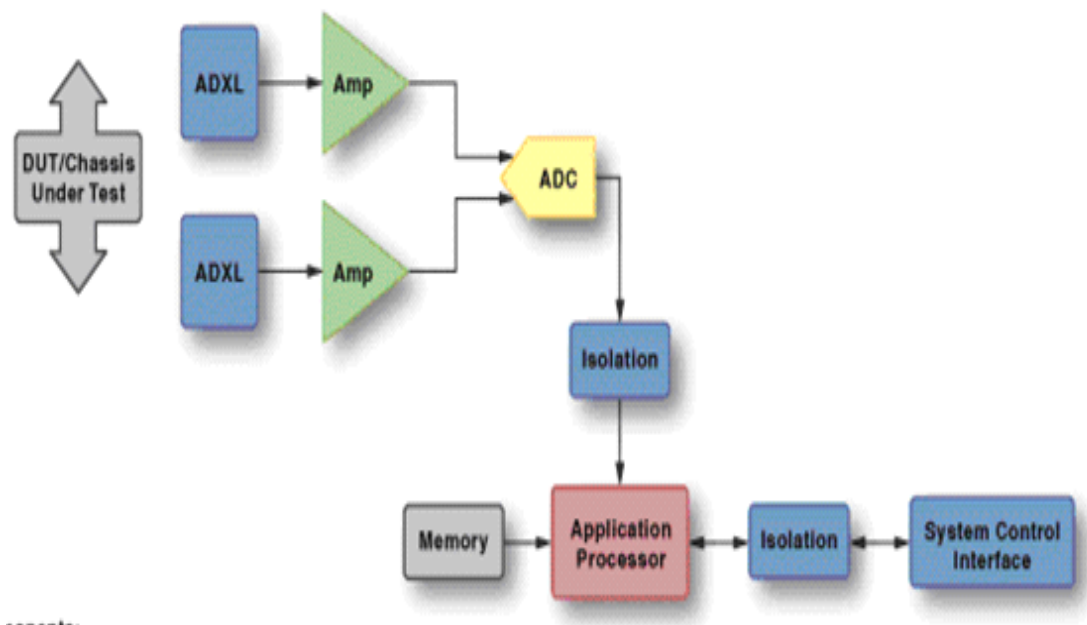 ADXL
Amp
DUT/Chassis
Under Test
ADC
ADXL
Amp
Isolation
Memory
Application
Processor
Isolation
System Control
Interface